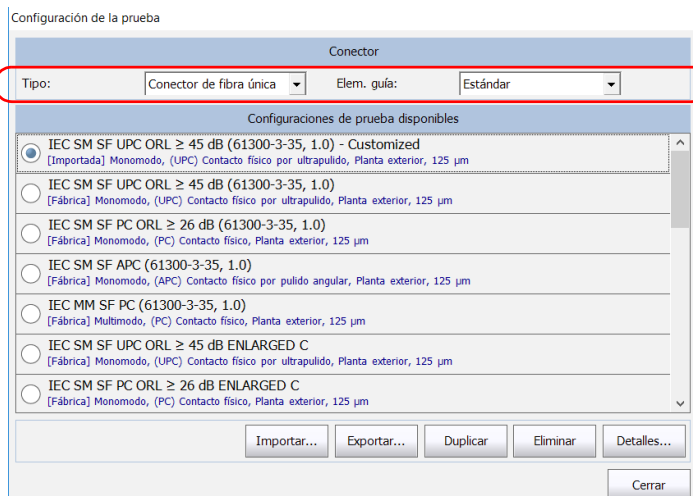 Configuración de la prueba
Conector
Tipo: Conector de fibra única Elem. guía: Estándar
Configuraciones de prueba disponibles
IEC SM SF UPC ORL ≥ 45 dB (61300-3-35, 1.0) - Customized
[Importada] Monomodo, (UPC) Contacto físico por ultrapulido, Planta exterior, 125 µm
IEC SM SF UPC ORL ≥ 45 dB (61300-3-35, 1.0)
[Fábrica] Monomodo, (UPC) Contacto físico por ultrapulido, Planta exterior, 125 µm
IEC SM SF PC ORL ≥ 26 dB (61300-3-35, 1.0)
[Fábrica] Monomodo, (PC) Contacto físico, Planta exterior, 125 µm
IEC SM SF APC (61300-3-35, 1.0)
[Fábrica] Monomodo, (APC) Contacto físico por pulido angular, Planta exterior, 125 µm
IEC MM SF PC (61300-3-35, 1.0)
[Fábrica] Multimodo, (PC) Contacto físico, Planta exterior, 125 µm
IEC SM SF UPC ORL ≥ 45 dB ENLARGED C
[Fábrica] Monomodo, (UPC) Contacto físico por ultrapulido, Planta exterior, 125 µm
IEC SM SF PC ORL ≥ 26 dB ENLARGED C
[Fábrica] Monomodo, (PC) Contacto físico, Planta exterior, 125 µm
Importar... Exportar... Duplicar Eliminar Detalles...
Cerrar